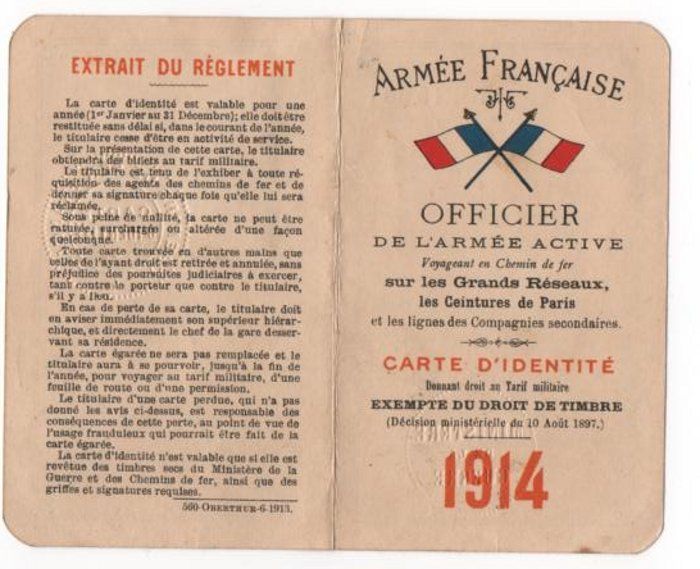 EXTRAIT DU RÉGLEMENT
La carte d'identité est valable pour une
année (1er Janvier au 31 Décembre); elle doit être
restituée sans délai si, dans le courant de l'année,
le titulaire cesse d'être en activité de service.
Sur la présentation de cette carte, le titulaire
obtiendra des billets au tarif militaire.
Le titulaire est tenu de l'exhiber à toute ré-
quisition des agents des chemins de fer et de
donner sa signature chaque fois qu'elle lui sera
réclamée.
Sous peine de nullité, la carte ne peut être
raturée, surchargée ou altérée d'une façon
quelconque.
Toute carte trouvée en d'autres mains que
celles de l'ayant droit est retirée et annulée, sans
préjudice des poursuites judiciaires à exercer,
tant contre le porteur que contre le titulaire,
s'il y a lieu.
En cas de perte de sa carte, le titulaire doit
en aviser immédiatement son supérieur hiérar-
chique, et directement le chef de la gare desser-
vant sa résidence.
La carte égarée ne sera pas remplacée et le
titulaire aura à se pourvoir, jusqu'à la fin de
l'année, pour voyager au tarif militaire, d'une
feuille de route ou d'une permission.
Le titulaire d'une carte perdue, qui n'a pas
donné les avis ci-dessus, est responsable des
conséquences de cette perte, au point de vue de
l'usage frauduleux qui pourrait être fait de la
carte égarée.
La carte d'identité n'est valable que si elle est
revêtue des timbres secs du Ministère de la
Guerre et des Chemins de fer, ainsi que des
griffes et signatures requises.
560-OBERTHUR-6-1913.
ARMÉE FRANÇAISE
OFFICIER
DE L'ARMÉE ACTIVE
Voyageant en Chemin de fer
sur les Grands Réseaux,
les Ceintures de Paris
et les lignes des Compagnies secondaires.
CARTE D'IDENTITÉ
Donnant droit au Tarif militaire
EXEMPTE DU DROIT DE TIMBRE
(Décision ministérielle du 10 Août 1897.)
1914